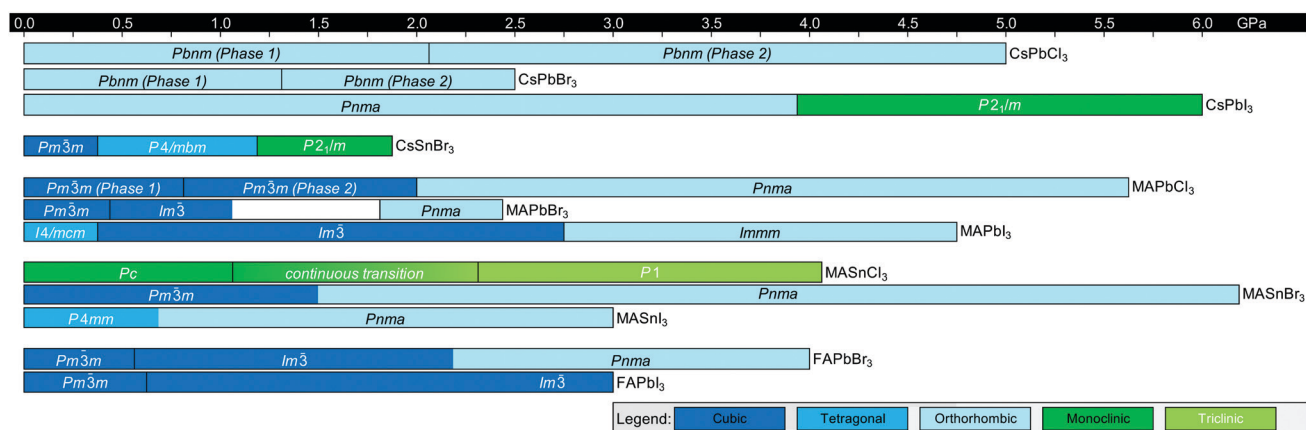 0.0 0.5 1.0 1.5 2.0 2.5 3.0 3.5 4.0 4.5 5.0 5.5 6.0 GPa
Pbnm (Phase 1) Pbnm (Phase 2) CsPbCl₃
Pbnm (Phase 1) Pbnm (Phase 2) CsPbBr₃
Pnma P2₁/m CsPbI₃
Pm3̄m P4/mbm P2₁/m CsSnBr₃
Pm3̄m (Phase 1) Pm3̄m (Phase 2) Pnma MAPbCl₃
Pm3̄m Im3̄ Pnma MAPbBr₃
I4/mcm Im3̄ Immm MAPbI₃
Pc continuous transition P1 MASnCl₃
Pm3̄m Pnma MASnBr₃
P4mm Pnma MASnI₃
Pm3̄m Im3̄ Pnma FAPbBr₃
Pm3̄m Im3̄ FAPbI₃
Legend: Cubic Tetragonal Orthorhombic Monoclinic Triclinic